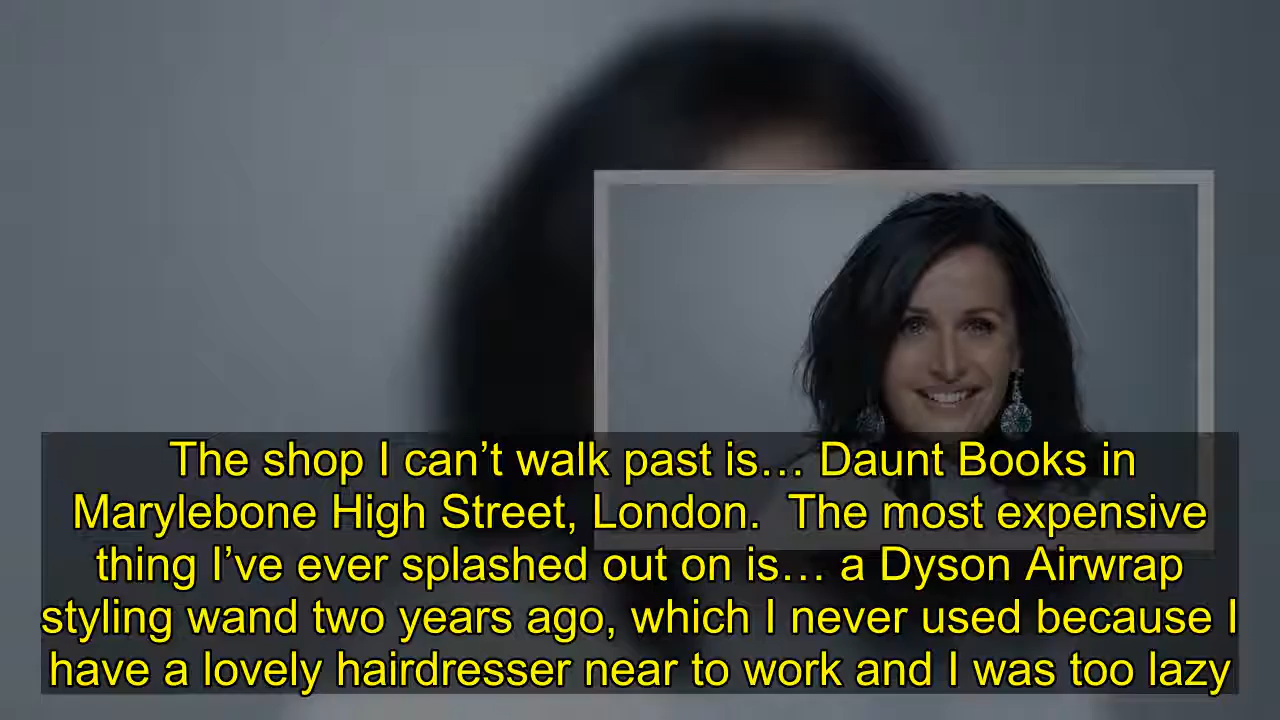 The shop I can’t walk past is… Daunt Books in
Marylebone High Street, London.  The most expensive
thing I’ve ever splashed out on is… a Dyson Airwrap
styling wand two years ago, which I never used because I
have a lovely hairdresser near to work and I was too lazy